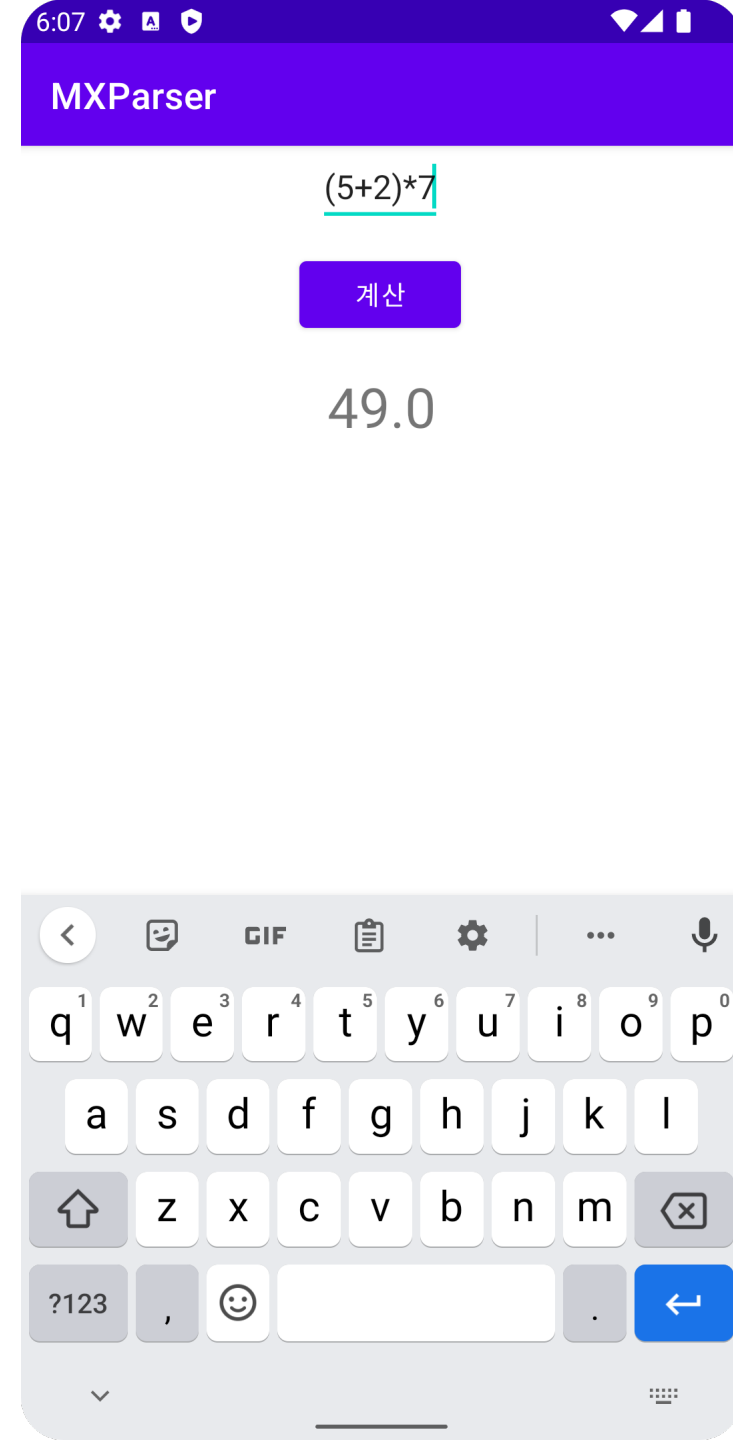 6:07
MXParser
(5+2)*7
계산
49.0
GIF
q 1 w 2 e 3 r 4 t 5 y 6 u 7 i 8 o 9 p 0
a s d f g h j k l
z x c v b n m
?123 , .